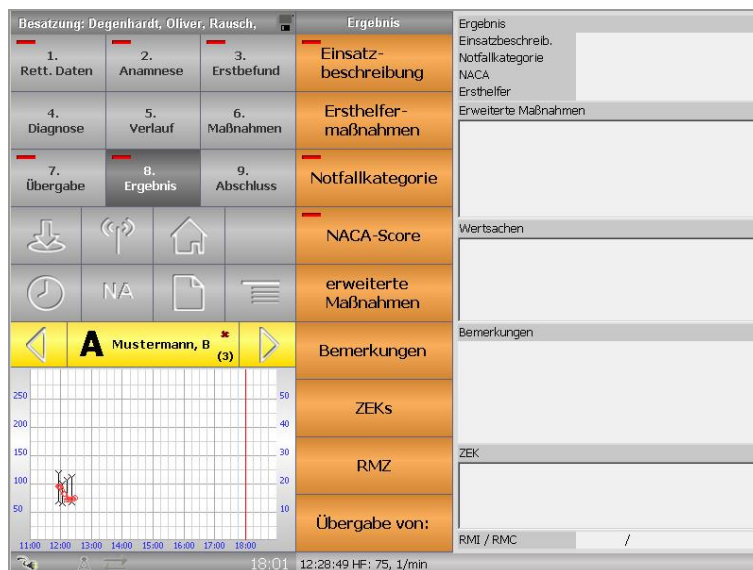 Besatzung: Degenhardt, Oliver, Rausch,
1.
Rett. Daten
2.
Anamnese
3.
Erstbefund
4.
Diagnose
5.
Verlauf
6.
Maßnahmen
7.
Übergabe
8.
Ergebnis
9.
Abschluss
NA
A Mustermann, B
(3)
250
200
150
100
50
50
40
30
20
10
11:00 12:00 13:00 14:00 15:00 16:00 17:00 18:00
18:01
Ergebnis
Einsatz-
beschreibung
Ersthelfer-
maßnahmen
Notfallkategorie
NACA-Score
erweiterte
Maßnahmen
Bemerkungen
ZEKs
RMZ
Übergabe von:
12:28:49 HF: 75, 1/min
Ergebnis
Einsatzbeschreib.
Notfallkategorie
NACA
Ersthelfer
Erweiterte Maßnahmen
Wertsachen
Bemerkungen
ZEK
RMI / RMC /